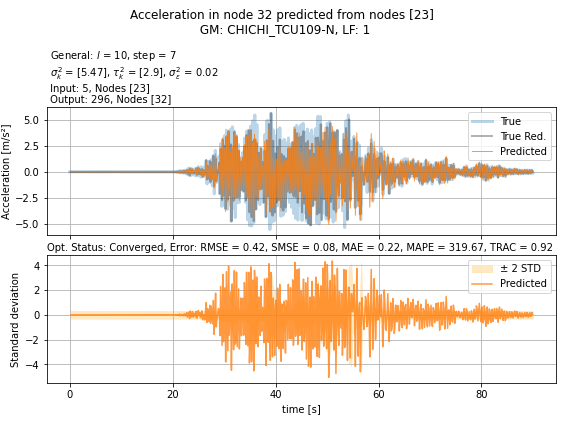 Acceleration in node 32 predicted from nodes [23]
GM: CHICHI_TCU109-N, LF: 1
General: l = 10, step = 7
σ²ₖ = [5.47], τ²ₖ = [2.9], σ²ε = 0.02
Input: 5, Nodes [23]
Output: 296, Nodes [32]
Acceleration [m/s²]
5.0
2.5
0.0
−2.5
−5.0
True
True Red.
Predicted
Opt. Status: Converged, Error: RMSE = 0.42, SMSE = 0.08, MAE = 0.22, MAPE = 319.67, TRAC = 0.92
Standard deviation
4
2
0
−2
−4
± 2 STD
Predicted
0
20
40
60
80
time [s]